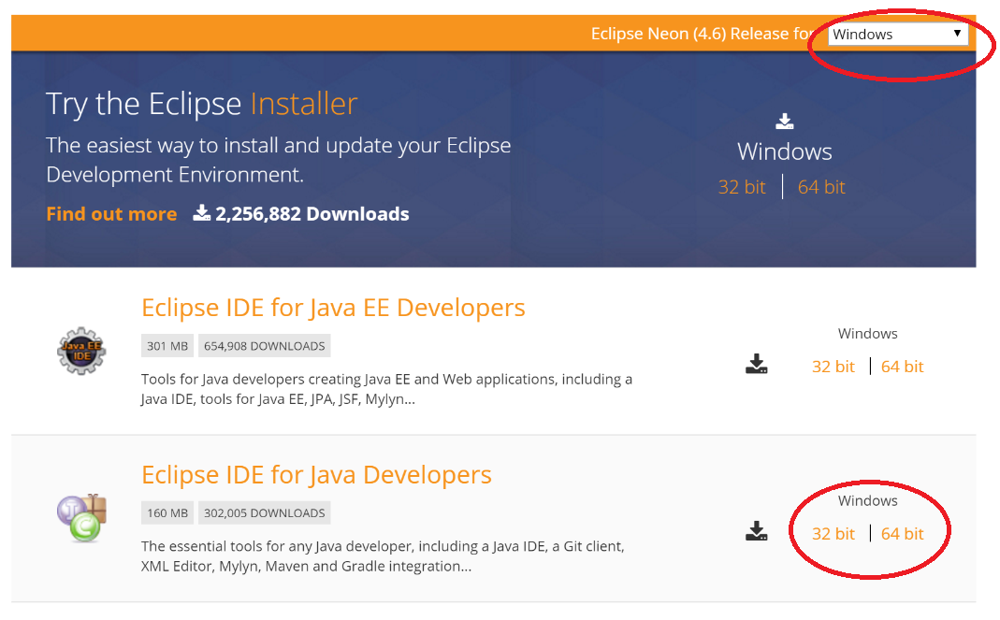 Eclipse Neon (4.6) Release for Windows
Try the Eclipse Installer
The easiest way to install and update your Eclipse
Development Environment.
Find out more 2,256,882 Downloads
Windows
32 bit | 64 bit
Eclipse IDE for Java EE Developers
301 MB 654,908 DOWNLOADS
Tools for Java developers creating Java EE and Web applications, including a
Java IDE, tools for Java EE, JPA, JSF, Mylyn...
Java EE
IDE
Windows
32 bit | 64 bit
Eclipse IDE for Java Developers
160 MB 302,005 DOWNLOADS
The essential tools for any Java developer, including a Java IDE, a Git client,
XML Editor, Mylyn, Maven and Gradle integration...
J
C
Windows
32 bit | 64 bit